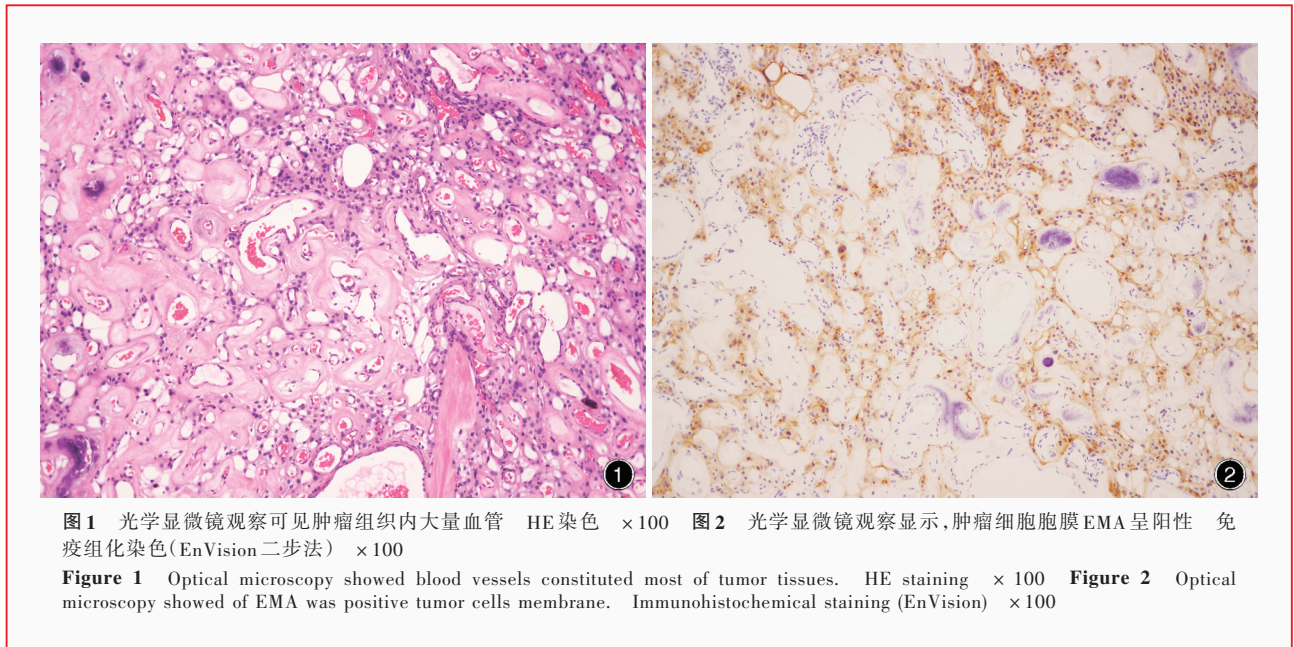 1
2
图1 光学显微镜观察可见肿瘤组织内大量血管 HE染色 ×100 图2 光学显微镜观察显示,肿瘤细胞胞膜EMA呈阳性 免
疫组化染色(EnVision二步法) ×100
Figure 1 Optical microscopy showed blood vessels constituted most of tumor tissues. HE staining × 100 Figure 2 Optical
microscopy showed of EMA was positive tumor cells membrane. Immunohistochemical staining (EnVision) ×100